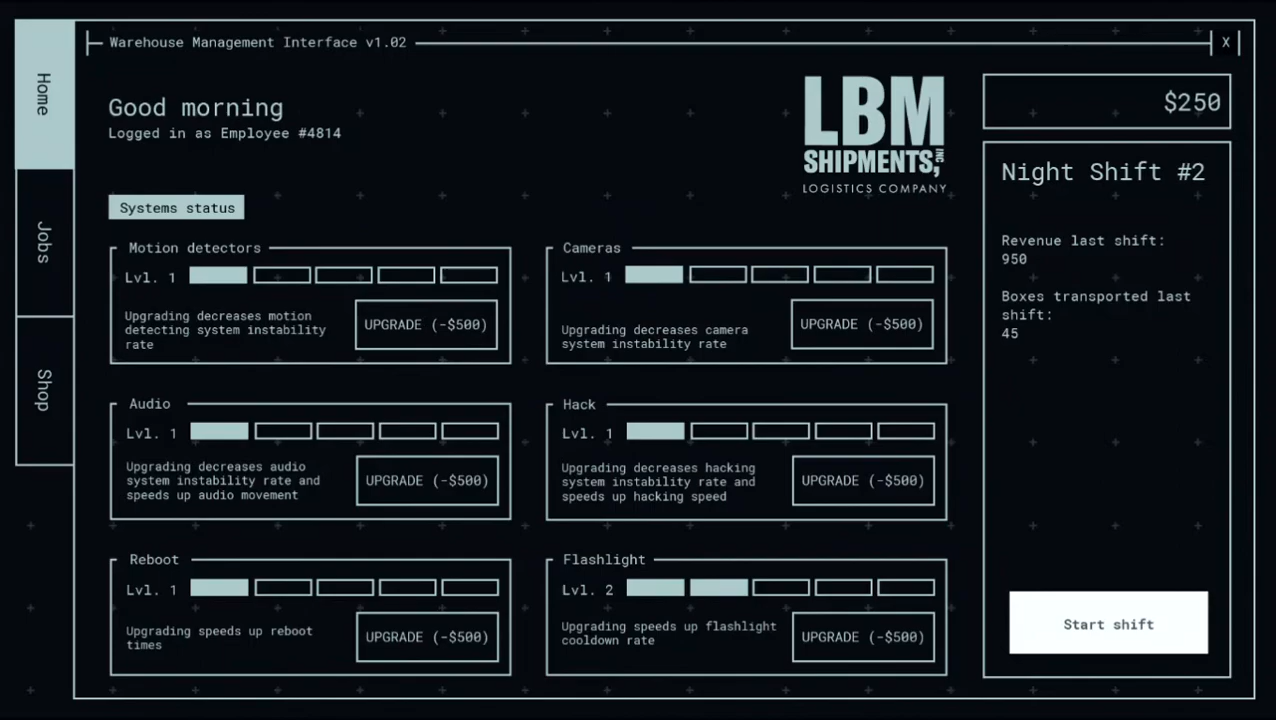 Warehouse Management Interface v1.02
X
Home
Jobs
Shop
Good morning
Logged in as Employee #4814
LBM
SHIPMENTS, INC
LOGISTICS COMPANY
$250
Systems status
Motion detectors
Lvl. 1
Upgrading decreases motion
detecting system instability
rate
UPGRADE (-$500)
Cameras
Lvl. 1
Upgrading decreases camera
system instability rate
UPGRADE (-$500)
Audio
Lvl. 1
Upgrading decreases audio
system instability rate and
speeds up audio movement
UPGRADE (-$500)
Hack
Lvl. 1
Upgrading decreases hacking
system instability rate and
speeds up hacking speed
UPGRADE (-$500)
Reboot
Lvl. 1
Upgrading speeds up reboot
times
UPGRADE (-$500)
Flashlight
Lvl. 2
Upgrading speeds up flashlight
cooldown rate
UPGRADE (-$500)
Night Shift #2
Revenue last shift:
950
Boxes transported last
shift:
45
Start shift